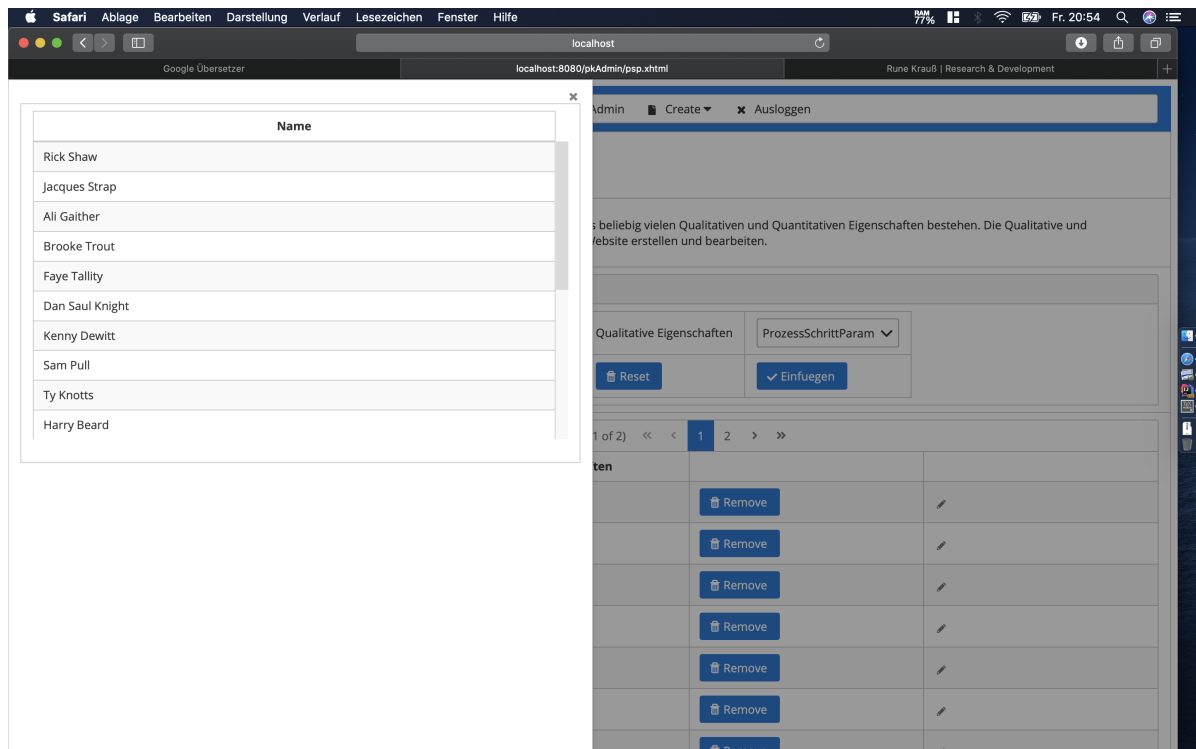 Safari Ablage Bearbeiten Darstellung Verlauf Lesezeichen Fenster Hilfe RAM 77% Fr. 20:54
localhost
Google Übersetzer localhost:8080/pkAdmin/psp.xhtml Rune Krauß | Research & Development
Admin Create Ausloggen
Name
Rick Shaw
Jacques Strap
Ali Gaither
s beliebig vielen Qualitativen und Quantitativen Eigenschaften bestehen. Die Qualitative und
Website erstellen und bearbeiten.
Brooke Trout
Faye Tallity
Dan Saul Knight
Kenny Dewitt
Qualitative Eigenschaften ProzessSchrittParam
Sam Pull
Reset Einfuegen
Ty Knotts
Harry Beard
1 of 2) 1 2
ten
Remove
Remove
Remove
Remove
Remove
Remove